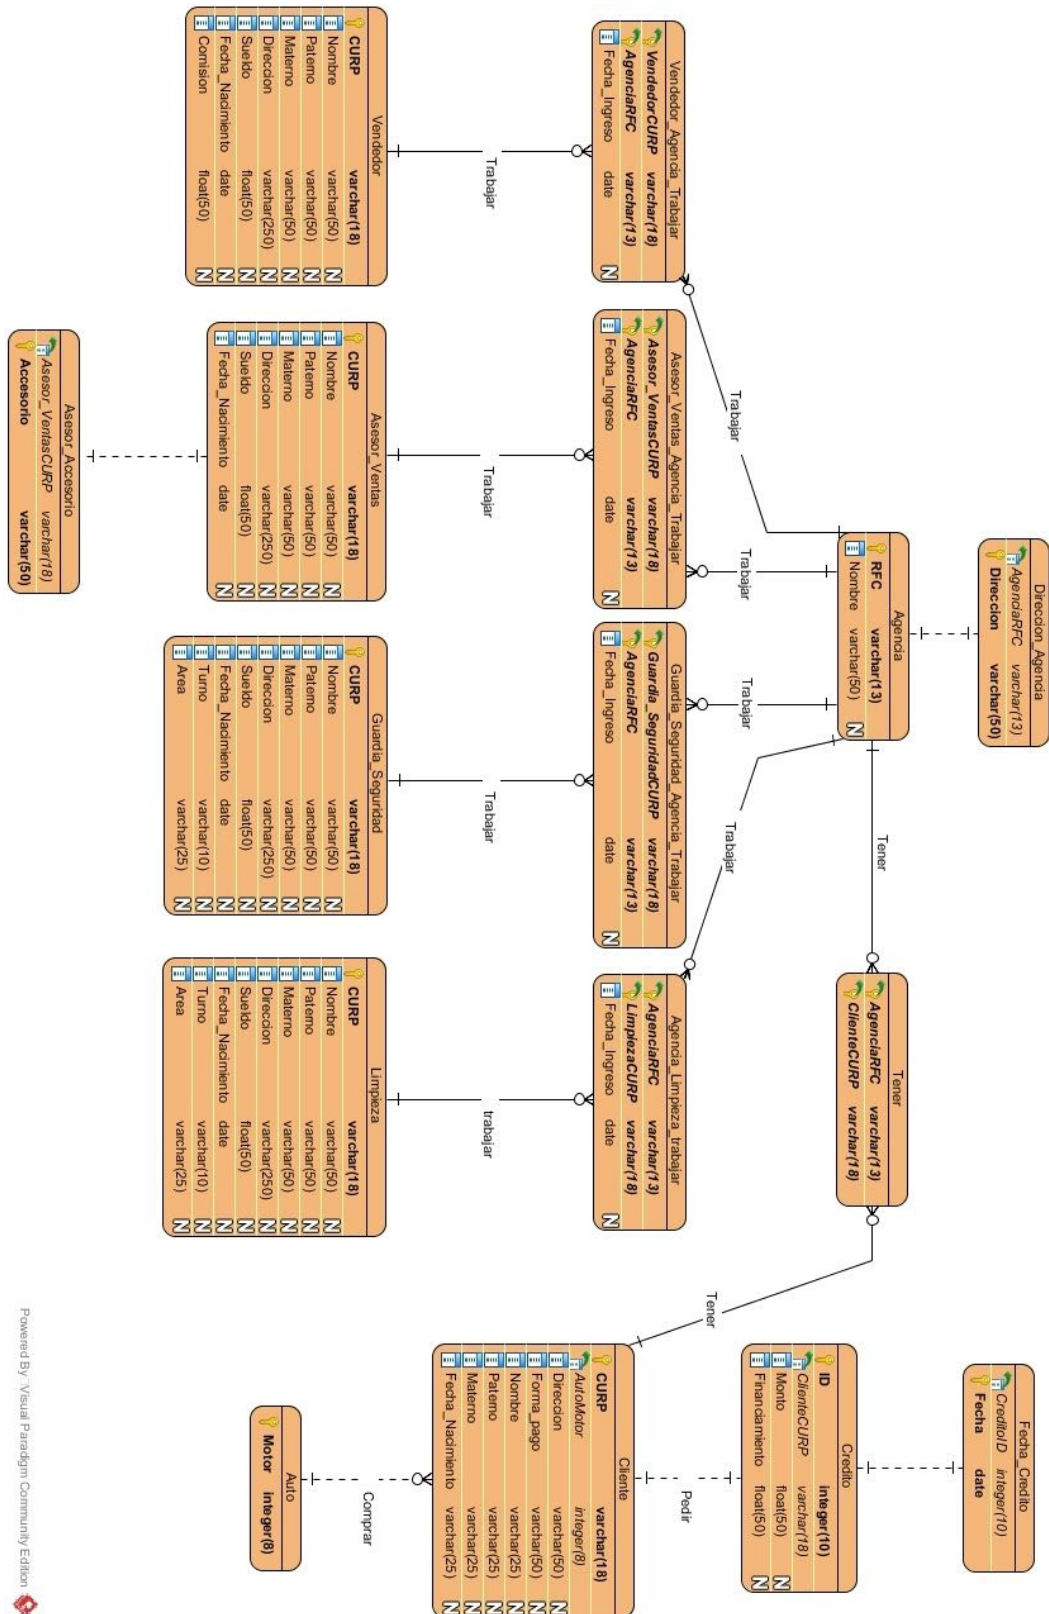 Direccion_Agencia
AgenciaRFC varchar(13)
Direccion varchar(50)
Fecha_Credito
CreditoID integer(10)
Fecha date
Agencia
RFC varchar(13)
Nombre varchar(50) N
Tener
Tener
AgenciaRFC varchar(13)
ClienteCURP varchar(18)
Tener
Credito
ID integer(10)
ClienteCURP varchar(18)
Monto float(50) N
Financiamiento float(50) N
Trabajar
Trabajar
Trabajar
Trabajar
Pedir
Vendedor_Agencia_Trabajar
VendedorCURP varchar(18)
AgenciaRFC varchar(13)
Fecha_Ingreso date N
Asesor_Ventas_Agencia_Trabajar
Asesor_VentasCURP varchar(18)
AgenciaRFC varchar(13)
Fecha_Ingreso date N
Guardia_Seguridad_Agencia_Trabajar
Guardia_SeguridadCURP varchar(18)
AgenciaRFC varchar(13)
Fecha_Ingreso date N
Agencia_Limpieza_trabajar
AgenciaRFC varchar(13)
LimpiezaCURP varchar(18)
Fecha_Ingreso date N
Cliente
CURP varchar(18)
AutoMotor integer(8)
Direccion varchar(50) N
Forma_pago varchar(50) N
Nombre varchar(25) N
Paterno varchar(25) N
Materno varchar(25) N
Fecha_Nacimiento varchar(25) N
Trabajar
Trabajar
Trabajar
trabajar
Comprar
Vendedor
CURP varchar(18)
Nombre varchar(50) N
Paterno varchar(50) N
Materno varchar(50) N
Direccion varchar(250) N
Sueldo float(50) N
Fecha_Nacimiento date N
Comision float(50) N
Asesor_Ventas
CURP varchar(18)
Nombre varchar(50) N
Paterno varchar(50) N
Materno varchar(50) N
Direccion varchar(250) N
Sueldo float(50) N
Fecha_Nacimiento date N
Guardia_Seguridad
CURP varchar(18)
Nombre varchar(50) N
Paterno varchar(50) N
Materno varchar(50) N
Direccion varchar(250) N
Sueldo float(50) N
Fecha_Nacimiento date N
Turno varchar(10) N
Area varchar(25) N
Limpieza
CURP varchar(18)
Nombre varchar(50) N
Paterno varchar(50) N
Materno varchar(50) N
Direccion varchar(250) N
Sueldo float(50) N
Fecha_Nacimiento date N
Turno varchar(10) N
Area varchar(25) N
Auto
Motor integer(8)
Asesor_Accesorio
Asesor_VentasCURP varchar(18)
Accesorio varchar(50)
Powered By Visual Paradigm Community Edition